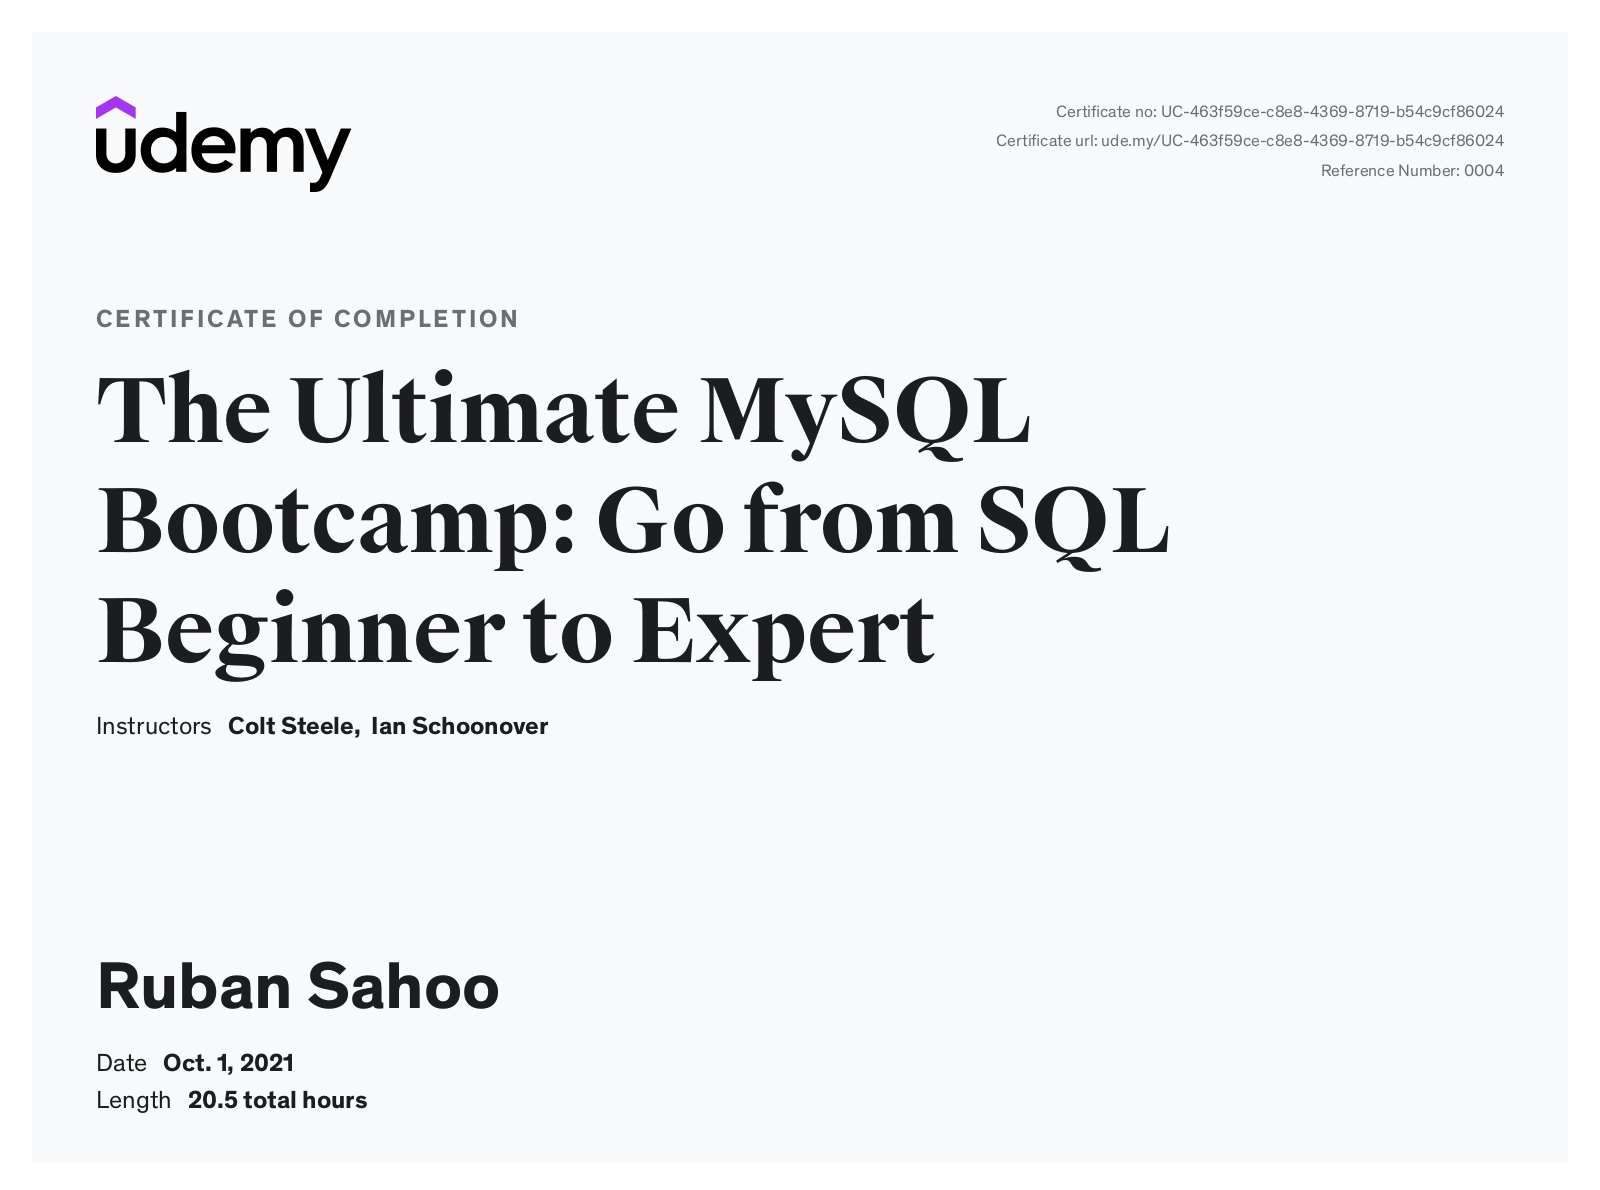 udemy
Certificate no: UC-463f59ce-c8e8-4369-8719-b54c9cf86024
Certificate url: ude.my/UC-463f59ce-c8e8-4369-8719-b54c9cf86024
Reference Number: 0004
CERTIFICATE OF COMPLETION
The Ultimate MySQL
Bootcamp: Go from SQL
Beginner to Expert
Instructors Colt Steele, Ian Schoonover
Ruban Sahoo
Date Oct. 1, 2021
Length 20.5 total hours